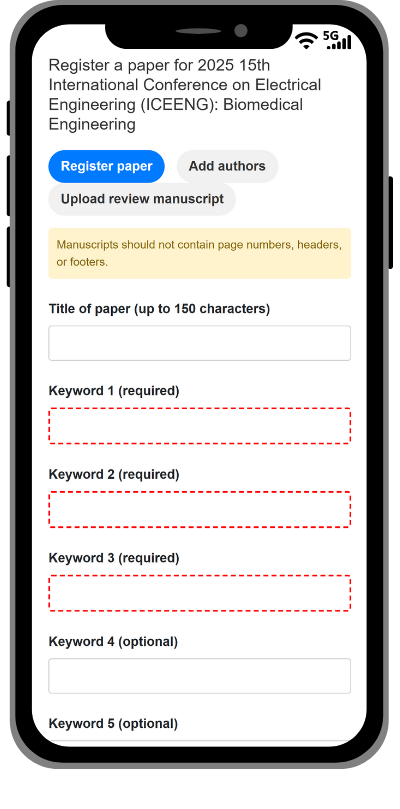 5G
Register a paper for 2025 15th
International Conference on Electrical
Engineering (ICEENG): Biomedical
Engineering
Register paper
Add authors
Upload review manuscript
Manuscripts should not contain page numbers, headers,
or footers.
Title of paper (up to 150 characters)
Keyword 1 (required)
Keyword 2 (required)
Keyword 3 (required)
Keyword 4 (optional)
Keyword 5 (optional)